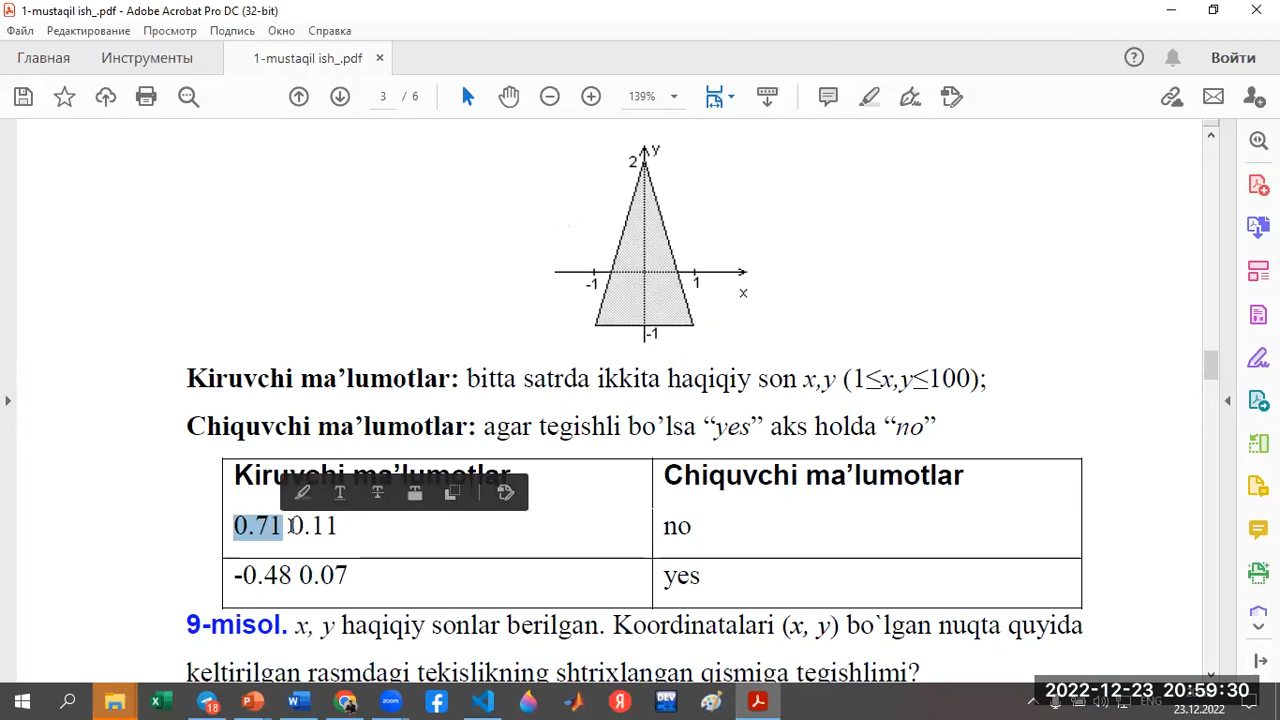 1-mustaqil ish_.pdf - Adobe Acrobat Pro DC (32-bit)
Файл Редактирование Просмотр Подпись Окно Справка
Главная Инструменты 1-mustaqil ish_.pdf × Войти
3 / 6 139%
y
2
-1 1
x
-1
Kiruvchi ma’lumotlar: bitta satrda ikkita haqiqiy son x,y (1≤x,y≤100);
Chiquvchi ma’lumotlar: agar tegishli bo’lsa “yes” aks holda “no”
Kiruvchi ma’lumotlar Chiquvchi ma’lumotlar
0.71 0.11 no
-0.48 0.07 yes
9-misol. x, y haqiqiy sonlar berilgan. Koordinatalari (x, y) bo`lgan nuqta quyida
keltirilgan rasmdagi tekislikning shtrixlangan qismiga tegishlimi?
18 DEV
2022-12-23 20:59:30
ENG 23.12.2022